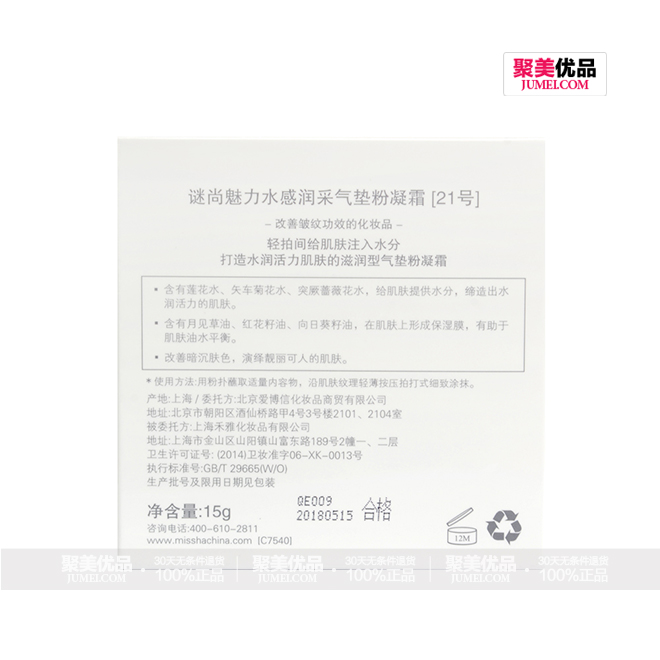 聚美优品
JUMEI.COM
谜尚魅力水感润采气垫粉凝霜 [21号]
– 改善皱纹功效的化妆品 –
轻拍间给肌肤注入水分
打造水润活力肌肤的滋润型气垫粉凝霜
• 含有莲花水、矢车菊花水、突厥蔷薇花水，给肌肤提供水分，缔造出水
润活力的肌肤。
• 含有月见草油、红花籽油、向日葵籽油，在肌肤上形成保湿膜，有助于
肌肤油水平衡。
• 改善暗沉肤色，演绎靓丽可人的肌肤。
* 使用方法:用粉扑蘸取适量内容物，沿肌肤纹理轻薄按压拍打式细致涂抹。
产地:上海 / 委托方:北京爱博信化妆品商贸有限公司
地址:北京市朝阳区酒仙桥路甲4号3号楼2101、2104室
被委托方:上海禾雅化妆品有限公司
地址:上海市金山区山阳镇山富东路189号2幢一、二层
卫生许可证号: (2014)卫妆准字06-XK-0013号
执行标准号:GB/T 29665(W/O)
生产批号及限用日期见包装
净含量:15g
QE009
20180515 合格
咨询电话:400-610-2811
www.misshachina.com [C7540]
12M
聚美优品 JUMEI.COM · 30天无条件退货 100%正品 · 聚美优品 JUMEI.COM · 30天无条件退货 100%正品 · 聚美优品 JUMEI.COM · 30天无条件退货 100%正品